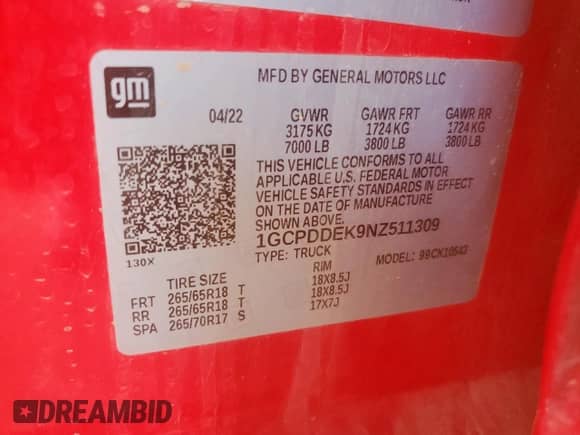 gm
MFD BY GENERAL MOTORS LLC
04/22 GVWR GAWR FRT GAWR RR
3175 KG 1724 KG 1724 KG
7000 LB 3800 LB 3800 LB
THIS VEHICLE CONFORMS TO ALL
APPLICABLE U.S. FEDERAL MOTOR
VEHICLE SAFETY STANDARDS IN EFFECT
ON THE DATE OF MANUFACTURE
SHOWN ABOVE.
1GCPDDEK9NZ511309
130X TYPE: TRUCK MODEL: 99CK10543
TIRE SIZE RIM
FRT 265/65R18 T 18X8.5J
RR 265/65R18 T 18X8.5J
SPA 265/70R17 S 17X7J
DREAMBID